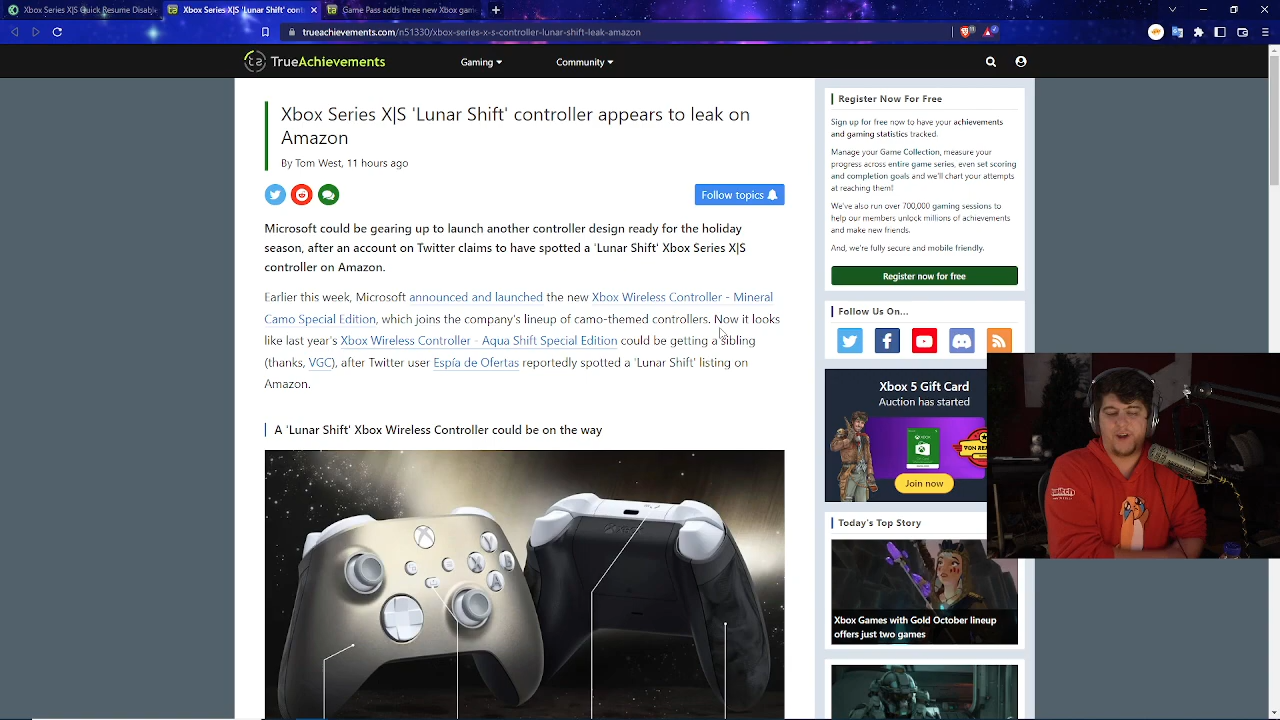 Xbox Series X|S Quick Resume Disable
Xbox Series X|S 'Lunar Shift' cont
Game Pass adds three new Xbox gam
trueachievements.com/n51330/xbox-series-x-s-controller-lunar-shift-leak-amazon
TrueAchievements
Gaming
Community
Xbox Series X|S 'Lunar Shift' controller appears to leak on
Amazon
By Tom West, 11 hours ago
Follow topics
Microsoft could be gearing up to launch another controller design ready for the holiday
season, after an account on Twitter claims to have spotted a 'Lunar Shift' Xbox Series X|S
controller on Amazon.
Earlier this week, Microsoft announced and launched the new Xbox Wireless Controller - Mineral
Camo Special Edition, which joins the company's lineup of camo-themed controllers. Now it looks
like last year's Xbox Wireless Controller - Aqua Shift Special Edition could be getting a sibling
(thanks, VGC), after Twitter user Espía de Ofertas reportedly spotted a 'Lunar Shift' listing on
Amazon.
A 'Lunar Shift' Xbox Wireless Controller could be on the way
Y
X
B
A
Register Now For Free
Sign up for free now to have your achievements
and gaming statistics tracked.
Manage your Game Collection, measure your
progress across entire game series, even set scoring
and completion goals and we'll chart your attempts
at reaching them!
We've also run over 700,000 gaming sessions to
help our members unlock millions of achievements
and make new friends.
And, we're fully secure and mobile friendly.
Register now for free
Follow Us On...
Xbox 5 Gift Card
Auction has started
Join now
Today's Top Story
Xbox Games with Gold October lineup
offers just two games
twitch